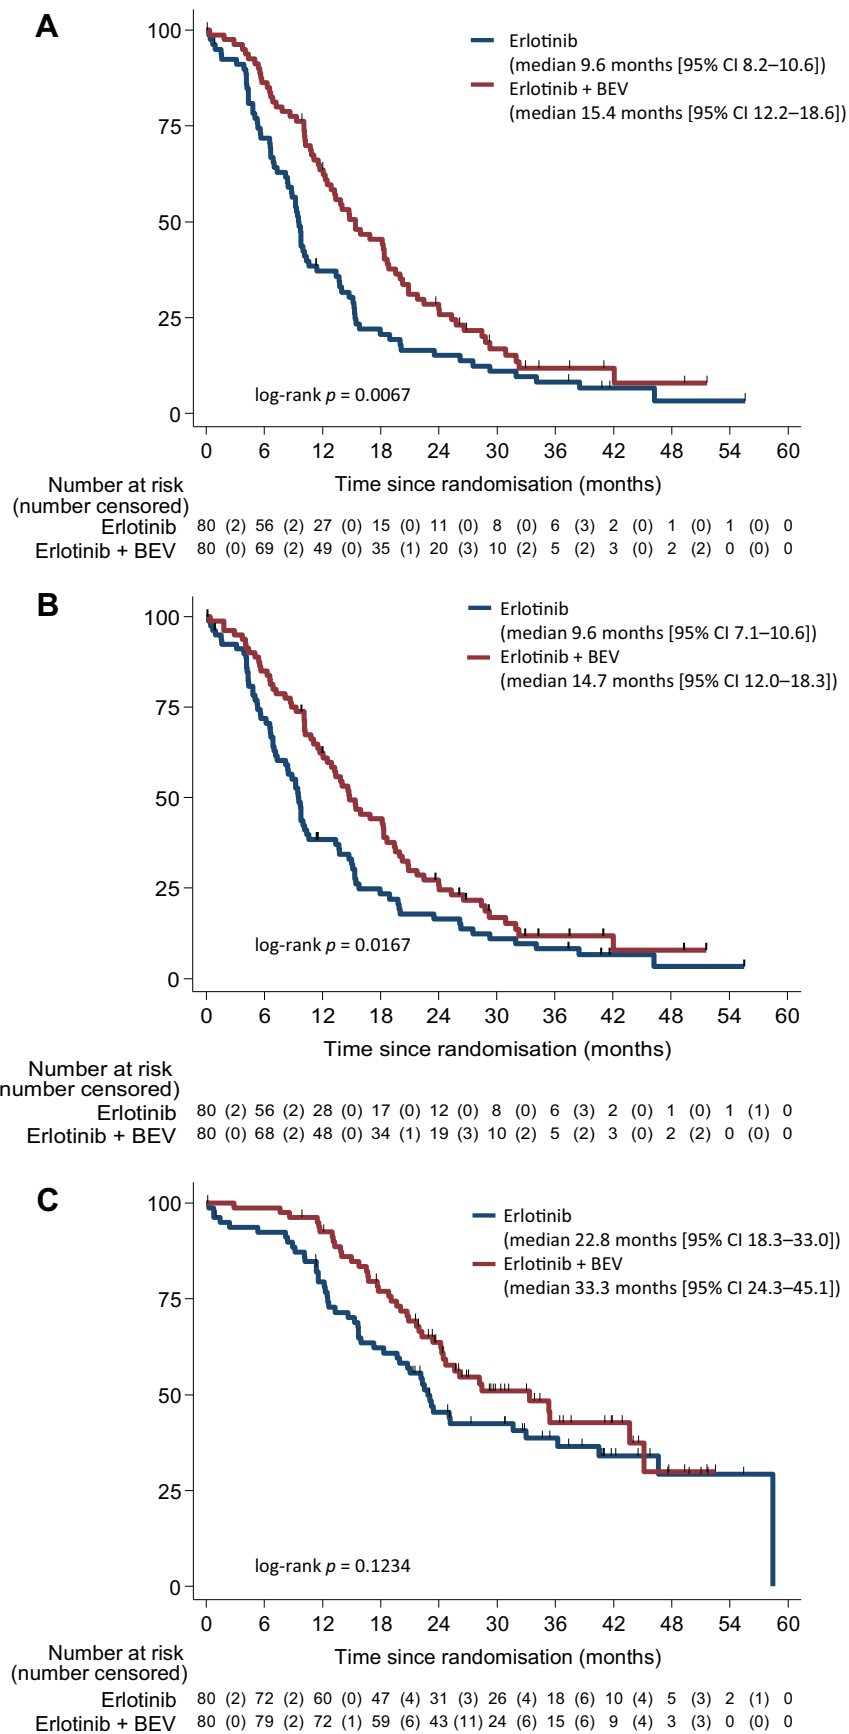 A
Erlotinib
(median 9.6 months [95% CI 8.2–10.6])
Erlotinib + BEV
(median 15.4 months [95% CI 12.2–18.6])
100
75
50
25
0
log-rank p = 0.0067
0 6 12 18 24 30 36 42 48 54 60
Time since randomisation (months)
Number at risk
(number censored)
Erlotinib 80 (2) 56 (2) 27 (0) 15 (0) 11 (0) 8 (0) 6 (3) 2 (0) 1 (0) 1 (0) 0
Erlotinib + BEV 80 (0) 69 (2) 49 (0) 35 (1) 20 (3) 10 (2) 5 (2) 3 (0) 2 (2) 0 (0) 0
B
Erlotinib
(median 9.6 months [95% CI 7.1–10.6])
Erlotinib + BEV
(median 14.7 months [95% CI 12.0–18.3])
100
75
50
25
0
log-rank p = 0.0167
0 6 12 18 24 30 36 42 48 54 60
Time since randomisation (months)
Number at risk
number censored)
Erlotinib 80 (2) 56 (2) 28 (0) 17 (0) 12 (0) 8 (0) 6 (3) 2 (0) 1 (0) 1 (1) 0
Erlotinib + BEV 80 (0) 68 (2) 48 (0) 34 (1) 19 (3) 10 (2) 5 (2) 3 (0) 2 (2) 0 (0) 0
C
Erlotinib
(median 22.8 months [95% CI 18.3–33.0])
Erlotinib + BEV
(median 33.3 months [95% CI 24.3–45.1])
100
75
50
25
0
log-rank p = 0.1234
0 6 12 18 24 30 36 42 48 54 60
Time since randomisation (months)
Number at risk
(number censored)
Erlotinib 80 (2) 72 (2) 60 (0) 47 (4) 31 (3) 26 (4) 18 (6) 10 (4) 5 (3) 2 (1) 0
Erlotinib + BEV 80 (0) 79 (2) 72 (1) 59 (6) 43 (11) 24 (6) 15 (6) 9 (4) 3 (3) 0 (0) 0